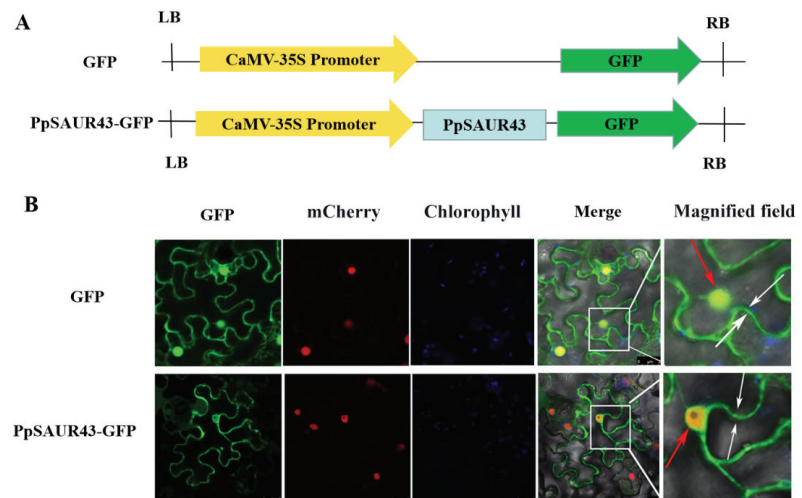 A
LB
RB
GFP
CaMV-35S Promoter
GFP
PpSAUR43-GFP
CaMV-35S Promoter
PpSAUR43
GFP
LB
RB
B
GFP
mCherry
Chlorophyll
Merge
Magnified field
GFP
PpSAUR43-GFP